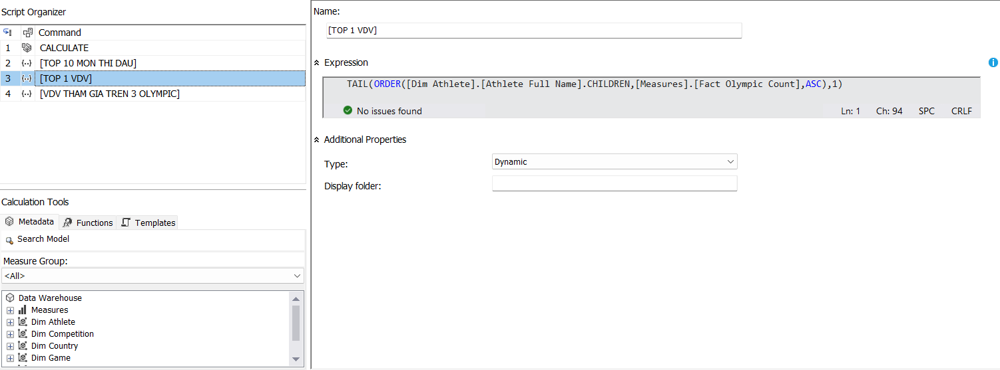 Script Organizer
Command
1 CALCULATE
2 [TOP 10 MON THI DAU]
3 [TOP 1 VDV]
4 [VDV THAM GIA TREN 3 OLYMPIC]
Calculation Tools
Metadata Functions Templates
Search Model
Measure Group:
<All>
Data Warehouse
Measures
Dim Athlete
Dim Competition
Dim Country
Dim Game
Name:
[TOP 1 VDV]
Expression
TAIL(ORDER([Dim Athlete].[Athlete Full Name].CHILDREN,[Measures].[Fact Olympic Count],ASC),1)
No issues found Ln: 1 Ch: 94 SPC CRLF
Additional Properties
Type: Dynamic
Display folder: